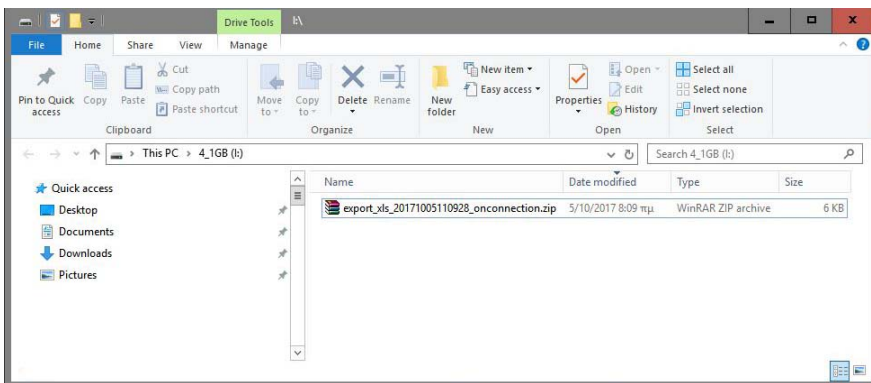 Drive Tools I:\
File Home Share View Manage
Pin to Quick access
Copy
Paste
Cut
Copy path
Paste shortcut
Clipboard
Move to
Copy to
Delete
Rename
Organize
New folder
New item
Easy access
New
Properties
Open
Edit
History
Open
Select all
Select none
Invert selection
Select
This PC > 4_1GB (I:)
Search 4_1GB (I:)
Quick access
Desktop
Documents
Downloads
Pictures
Name Date modified Type Size
export_xls_20171005110928_onconnection.zip 5/10/2017 8:09 πμ WinRAR ZIP archive 6 KB